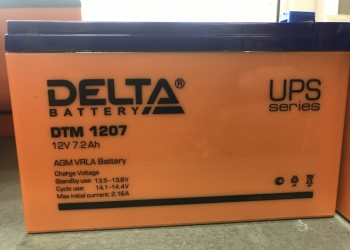 DELTA®
BATTERY
UPS
series
DTM 1207
12V 7.2Ah
AGM VRLA Battery
Charge Voltage
Standby use: 13.5-13.8V
Cycle use: 14.1-14.4V
Max initial current: 2.16A